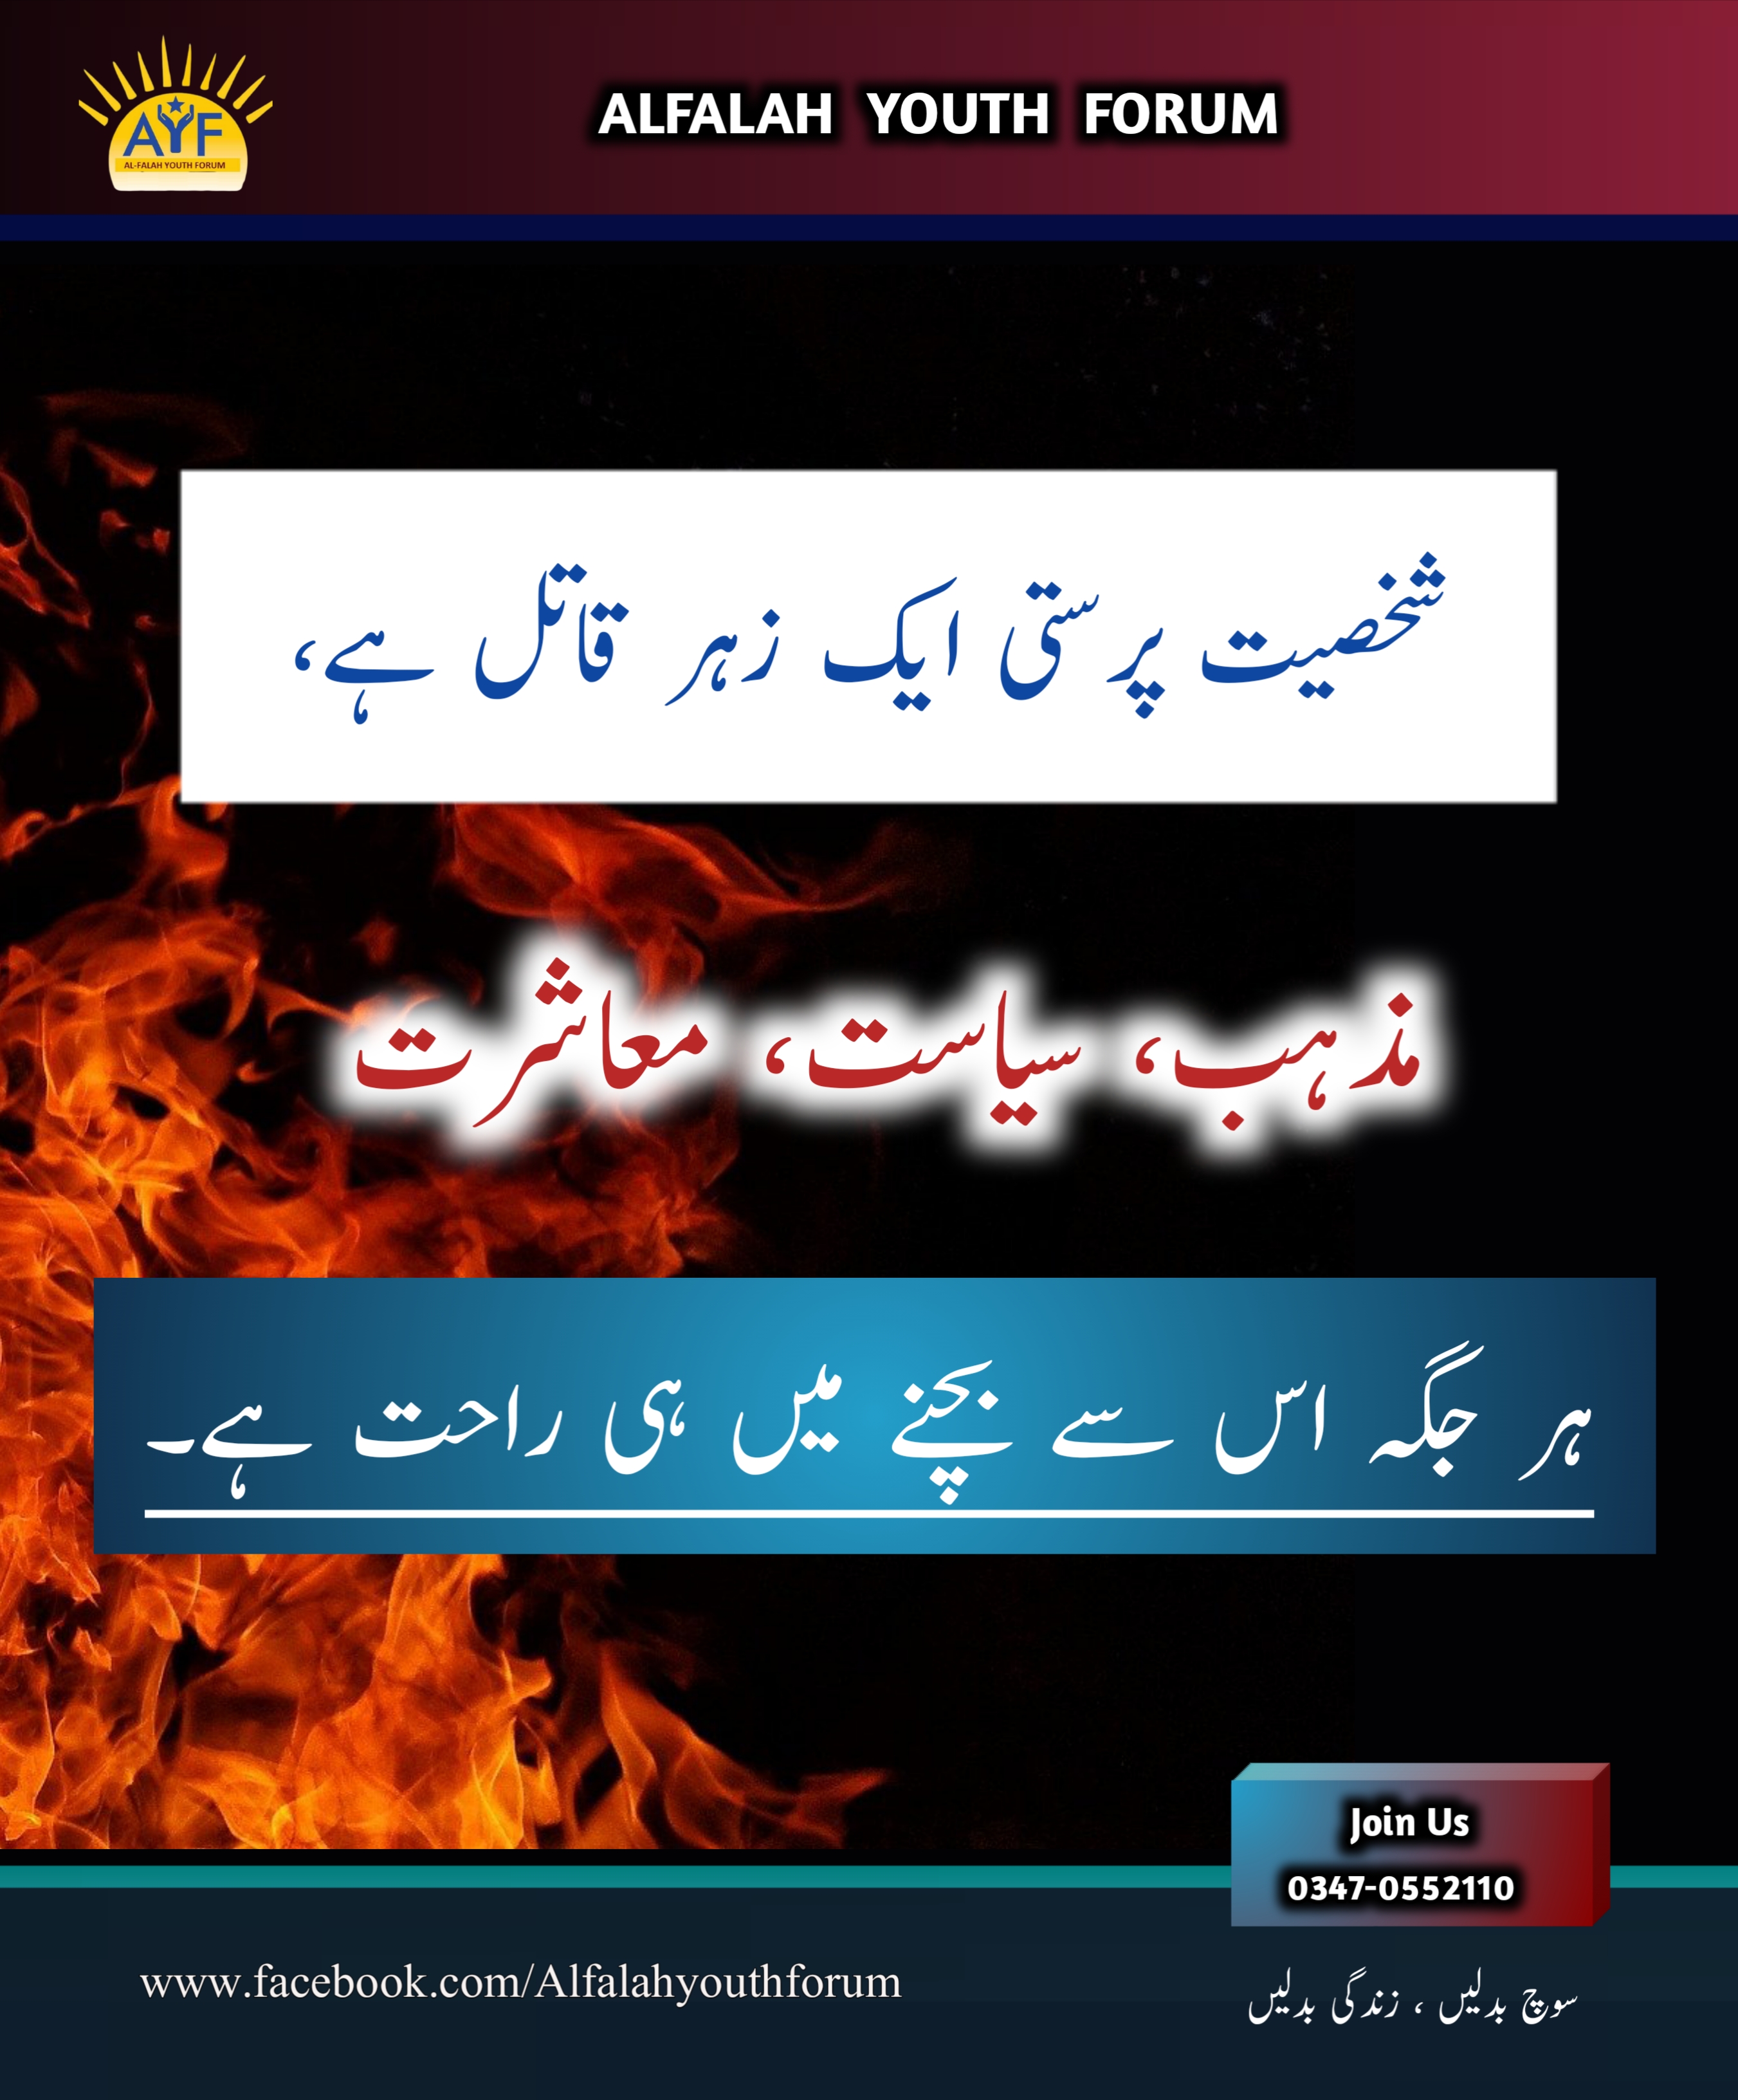 AYF
AL-FALAH YOUTH FORUM
ALFALAH YOUTH FORUM
شخصیت پرستی ایک زہر قاتل ہے،
مذہب، سیاست، معاشرت
ہر جگہ اس سے بچنے میں ہی راحت ہے۔
Join Us
0347-0552110
www.facebook.com/Alfalahyouthforum
سوچ بدلیں ، زندگی بدلیں